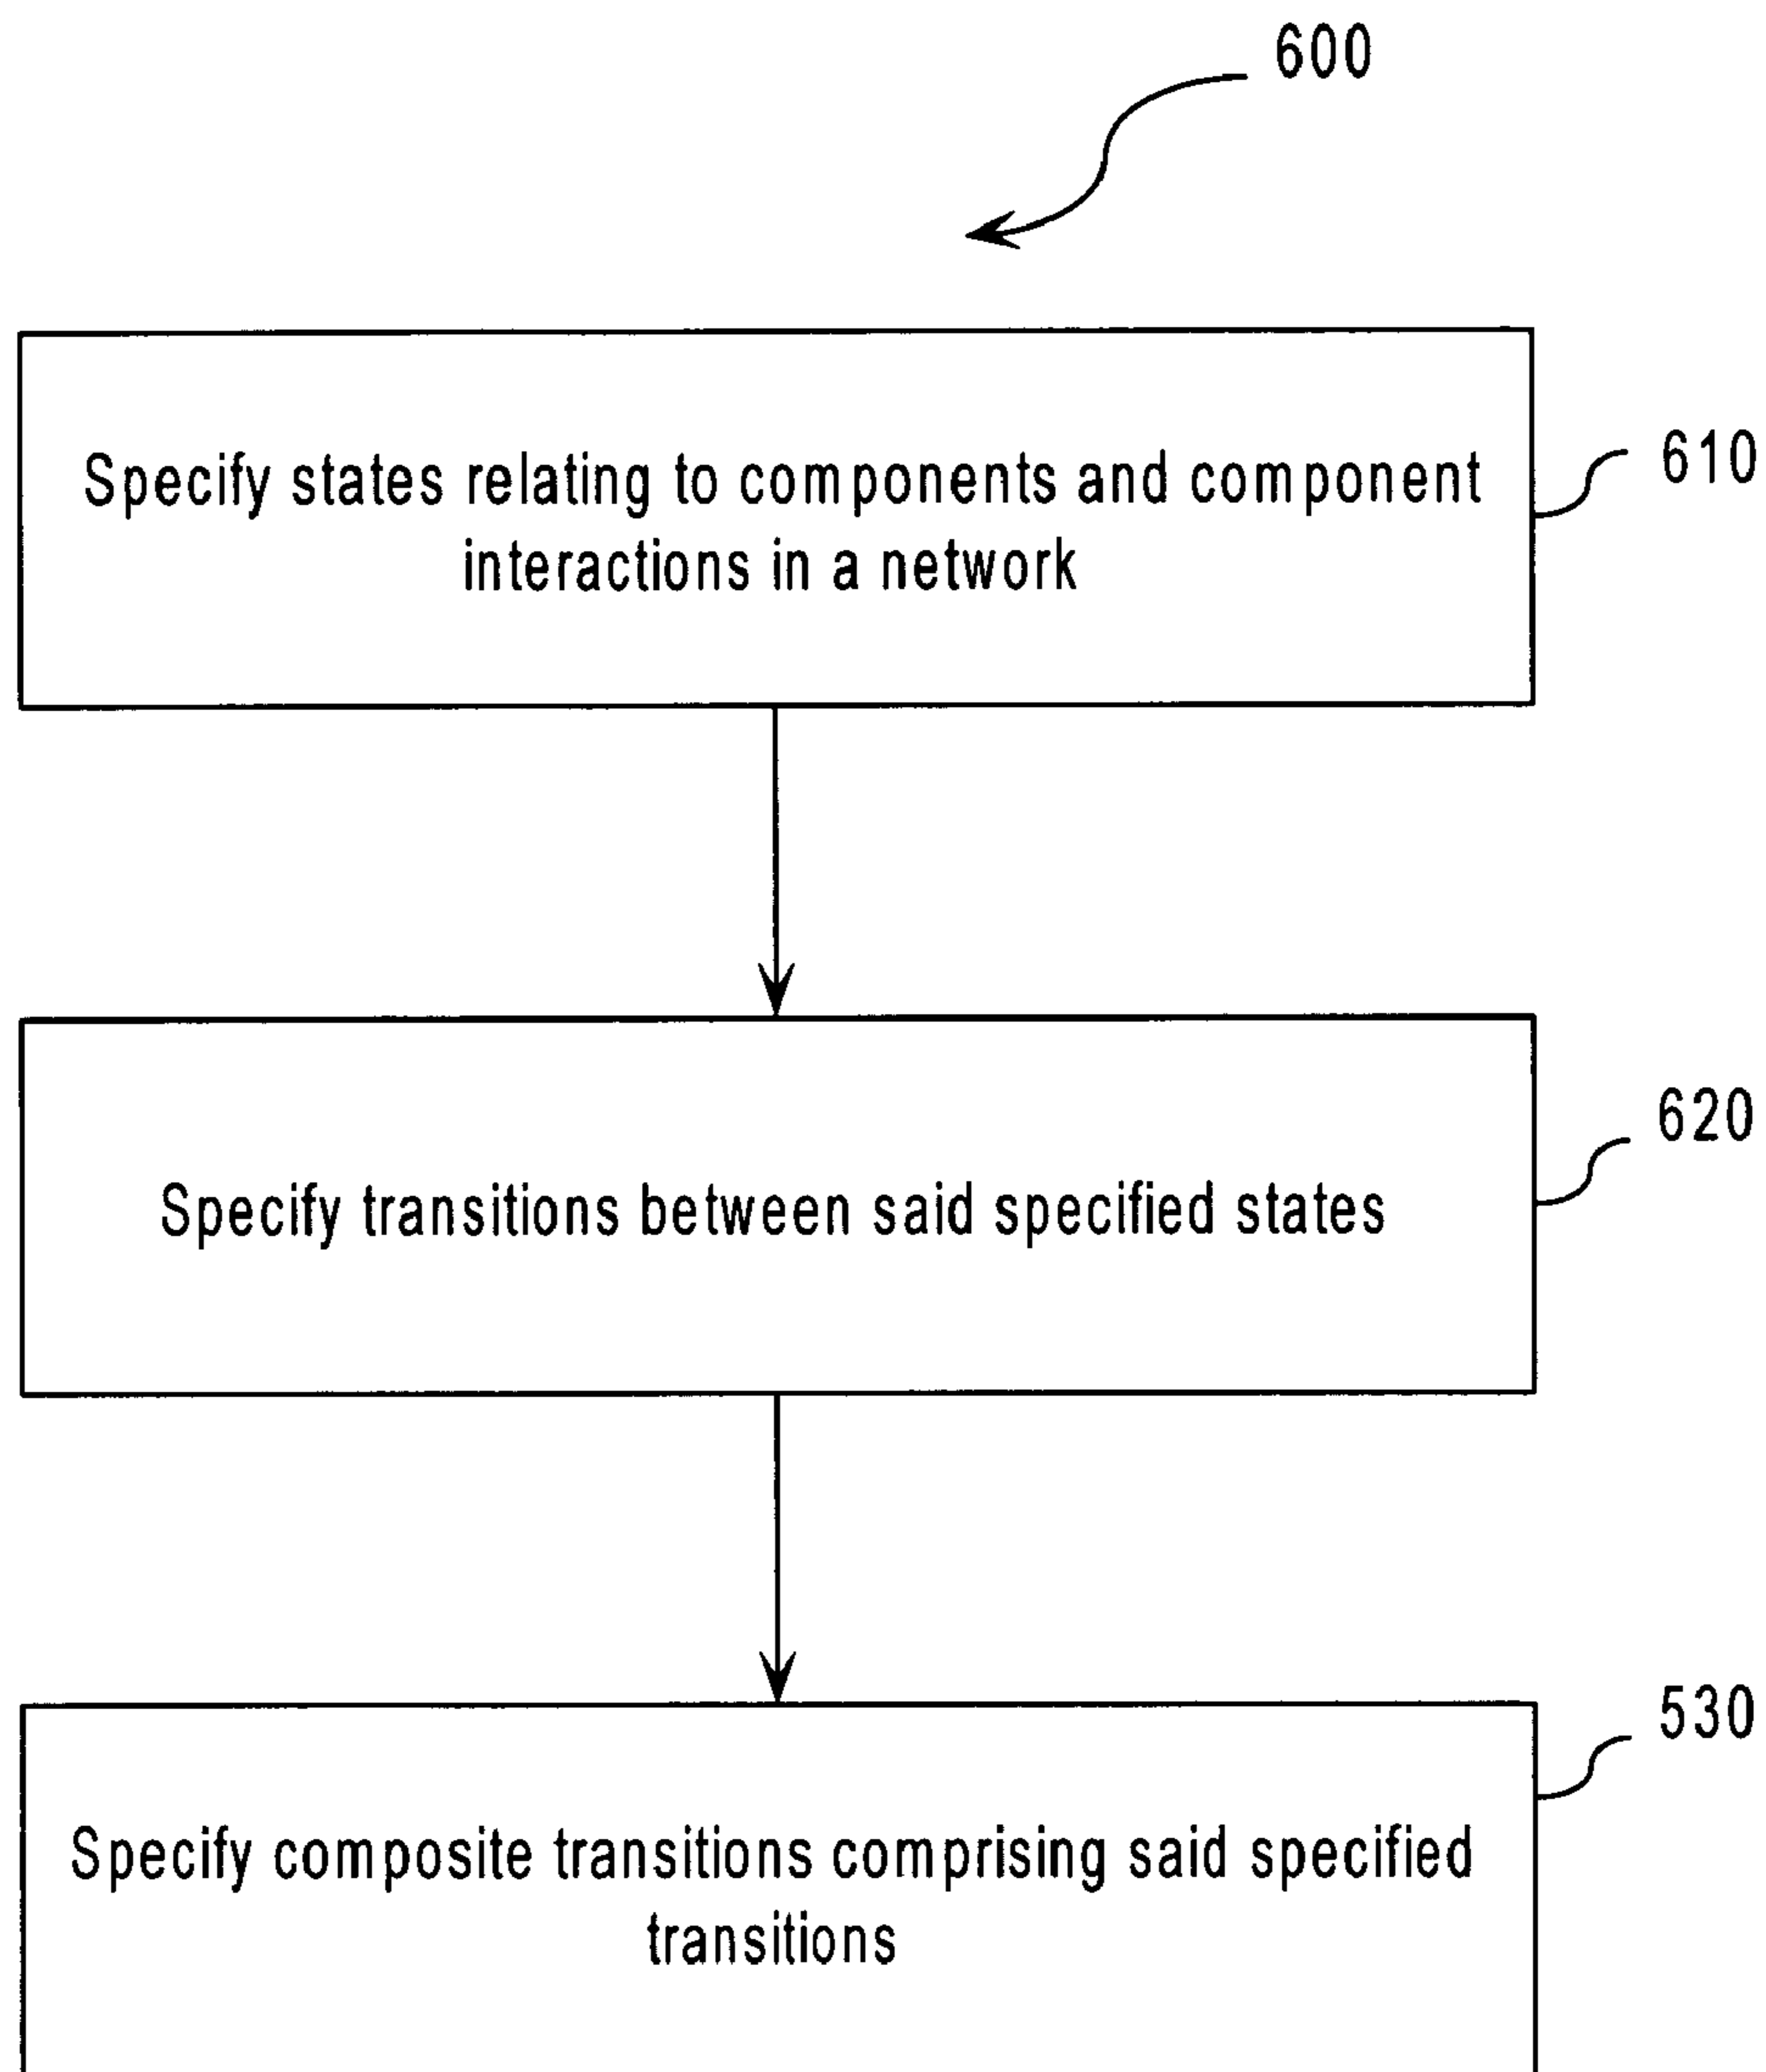 600
Specify states relating to components and component
interactions in a network
610
Specify transitions between said specified states
620
Specify composite transitions comprising said specified
transitions
530